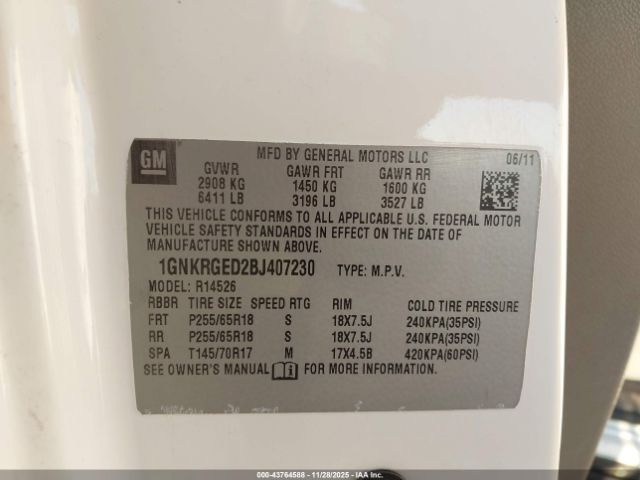 GM
MFD BY GENERAL MOTORS LLC 06/11
GVWR GAWR FRT GAWR RR
2908 KG 1450 KG 1600 KG
6411 LB 3196 LB 3527 LB
THIS VEHICLE CONFORMS TO ALL APPLICABLE U.S. FEDERAL MOTOR
VEHICLE SAFETY STANDARDS IN EFFECT ON THE DATE OF
MANUFACTURE SHOWN ABOVE.
1GNKRGED2BJ407230 TYPE: M.P.V.
MODEL: R14526
RBBR TIRE SIZE SPEED RTG RIM COLD TIRE PRESSURE
FRT P255/65R18 S 18X7.5J 240KPA(35PSI)
RR P255/65R18 S 18X7.5J 240KPA(35PSI)
SPA T145/70R17 M 17X4.5B 420KPA(60PSI)
SEE OWNER'S MANUAL FOR MORE INFORMATION.
000-43764588 11/28/2025 IAA, Inc.